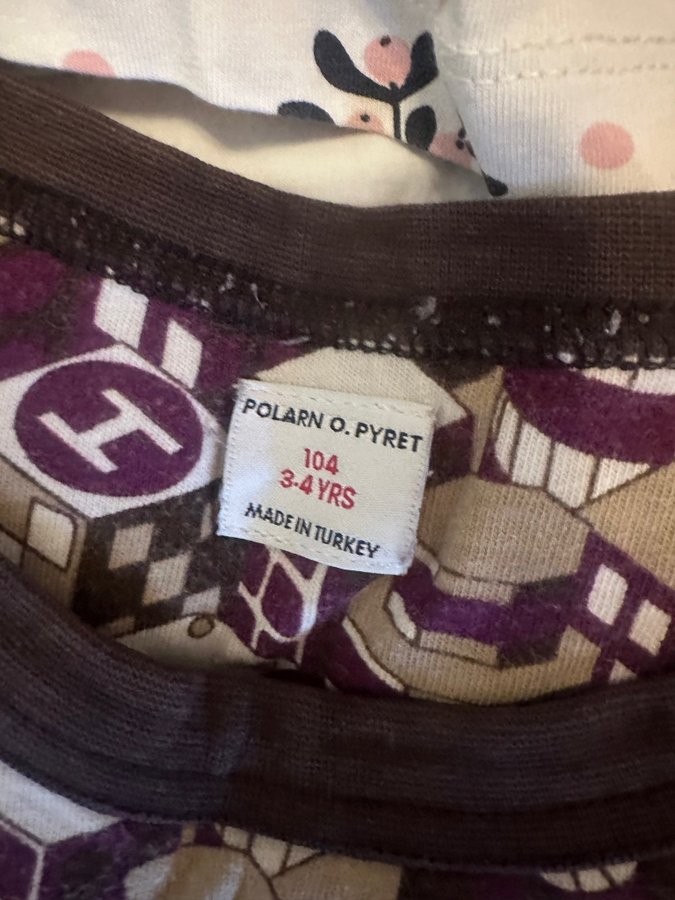 H
POLARN O. PYRET
104
3-4 YRS
MADE IN TURKEY